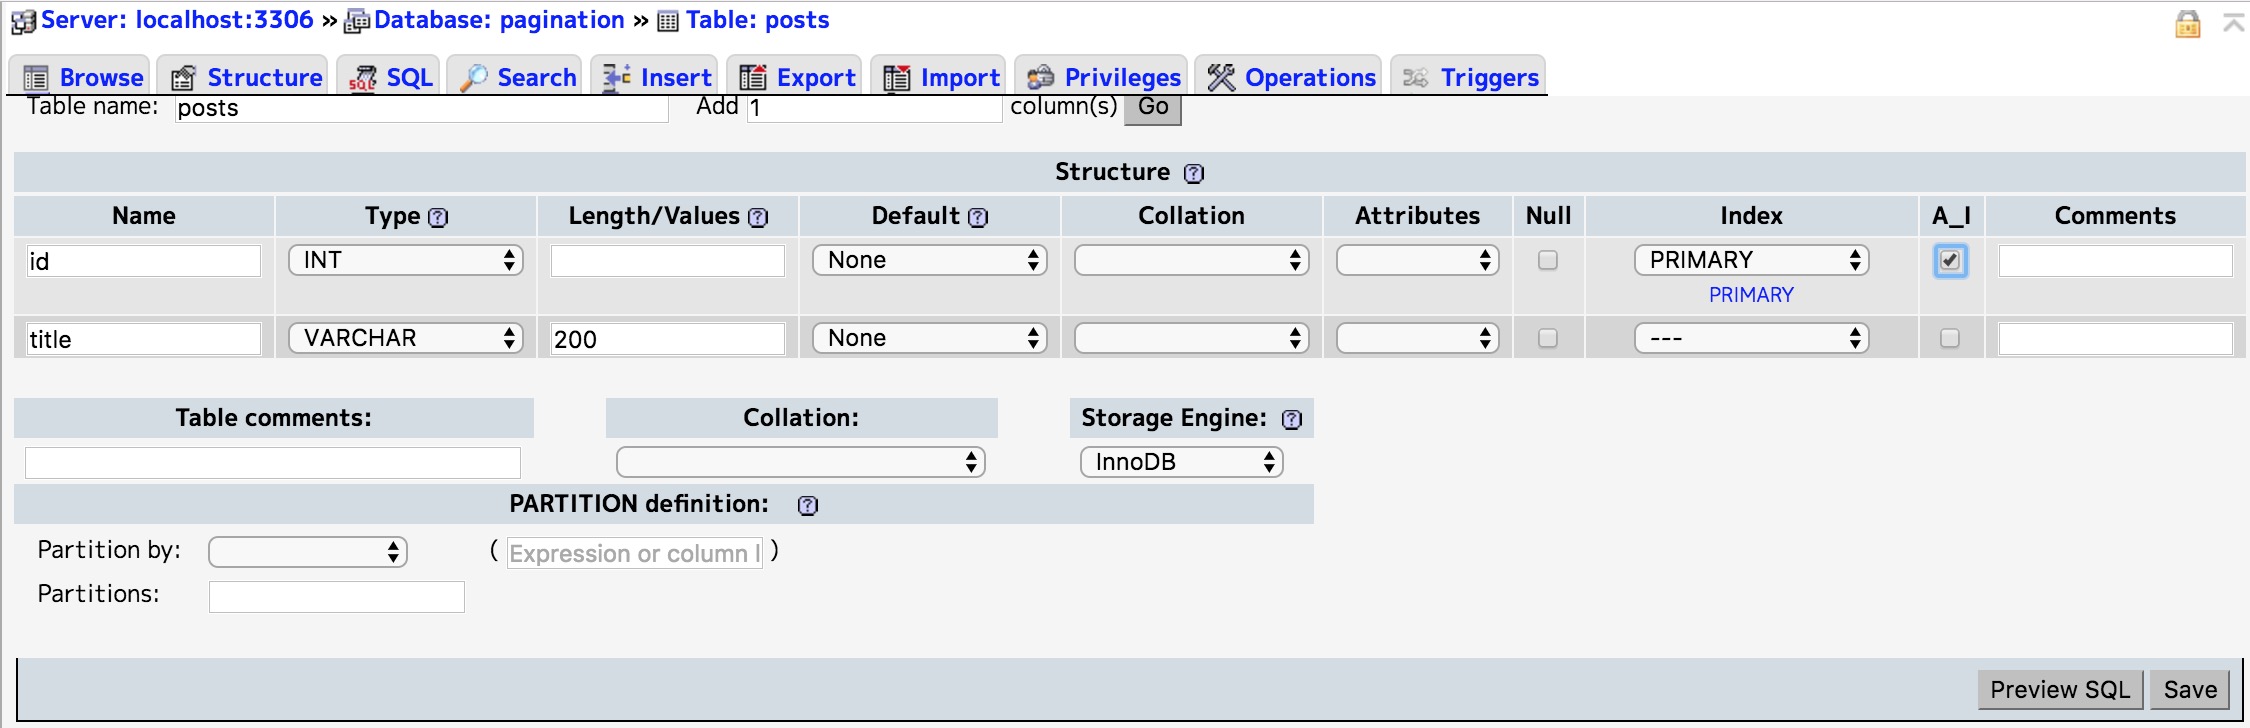 Server: localhost:3306 » Database: pagination » Table: posts
Browse Structure SQL Search Insert Export Import Privileges Operations Triggers
Table name: posts Add 1 column(s) Go
Structure
Name Type Length/Values Default Collation Attributes Null Index A_I Comments
id INT None PRIMARY
PRIMARY
title VARCHAR 200 None ---
Table comments: Collation: Storage Engine:
InnoDB
PARTITION definition:
Partition by: ( Expression or column l )
Partitions:
Preview SQL Save